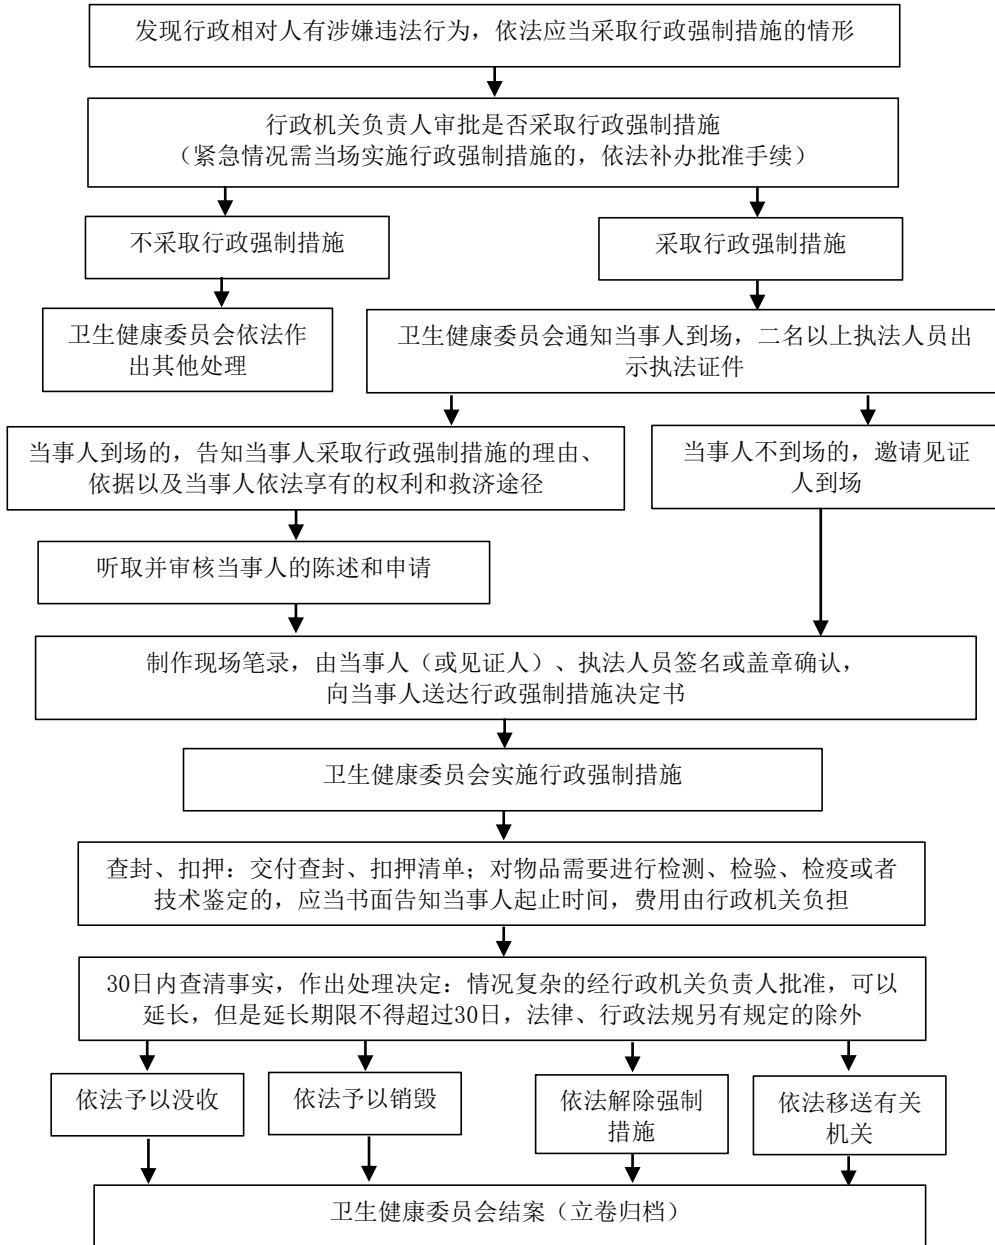 发现行政相对人有涉嫌违法行为，依法应当采取行政强制措施的情形
行政机关负责人审批是否采取行政强制措施
（紧急情况需当场实施行政强制措施的，依法补办批准手续）
不采取行政强制措施
采取行政强制措施
卫生健康委员会依法作
出其他处理
卫生健康委员会通知当事人到场，二名以上执法人员出
示执法证件
当事人到场的，告知当事人采取行政强制措施的理由、
依据以及当事人依法享有的权利和救济途径
当事人不到场的，邀请见证
人到场
听取并审核当事人的陈述和申请
制作现场笔录，由当事人（或见证人）、执法人员签名或盖章确认，
向当事人送达行政强制措施决定书
卫生健康委员会实施行政强制措施
查封、扣押：交付查封、扣押清单；对物品需要进行检测、检验、检疫或者
技术鉴定的，应当书面告知当事人起止时间，费用由行政机关负担
30日内查清事实，作出处理决定：情况复杂的经行政机关负责人批准，可以
延长，但是延长期限不得超过30日，法律、行政法规另有规定的除外
依法予以没收
依法予以销毁
依法解除强制
措施
依法移送有关
机关
卫生健康委员会结案（立卷归档）